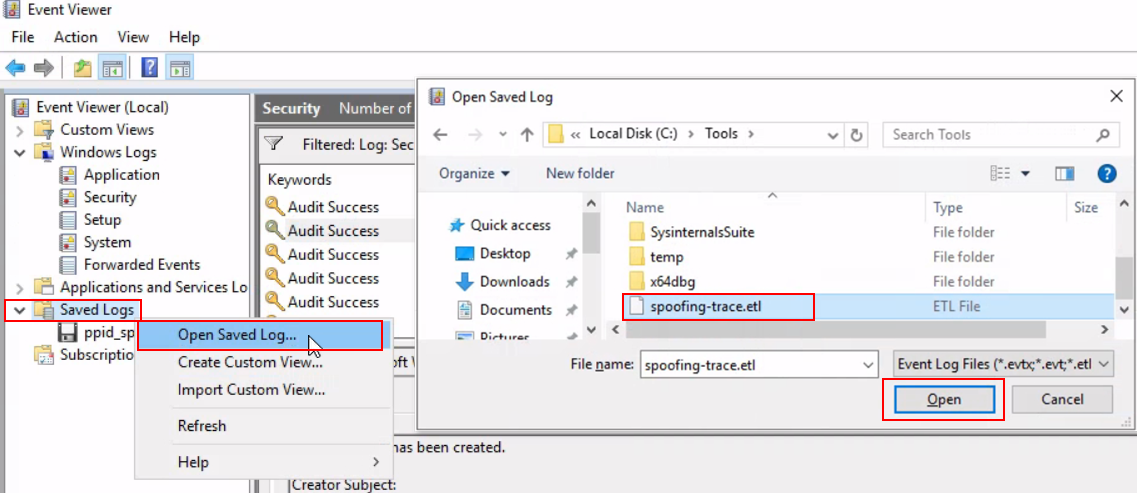 Event Viewer
File Action View Help
Event Viewer (Local)
Custom Views
Windows Logs
Application
Security
Setup
System
Forwarded Events
Applications and Services Lo
Saved Logs
ppid_sp
Subscriptio
Open Saved Log...
Create Custom View...
Import Custom View...
Refresh
Help
Security Number of
Filtered: Log: Sec
Keywords
Audit Success
Audit Success
Audit Success
Audit Success
Audit Success
oft W
has been created.
Creator Subject:
Open Saved Log
« Local Disk (C:) > Tools >
Search Tools
Organize New folder
Quick access
Desktop
Downloads
Documents
Pictures
Name Type Size
SysinternalsSuite File folder
temp File folder
x64dbg File folder
spoofing-trace.etl ETL File
File name: spoofing-trace.etl Event Log Files (*.evtx;*.evt;*.etl
Open Cancel